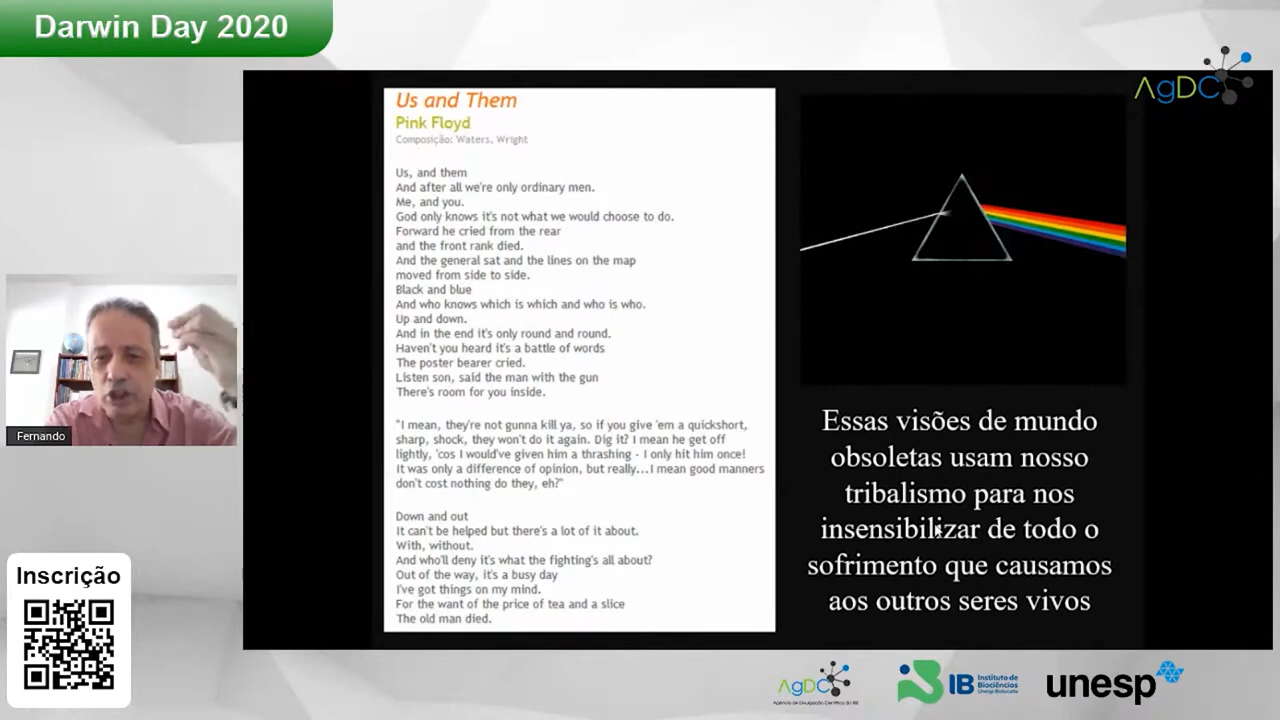 Darwin Day 2020
AgDC
Us and Them
Pink Floyd
Composição: Waters, Wright
Us, and them
And after all we're only ordinary men.
Me, and you.
God only knows it's not what we would choose to do.
Forward he cried from the rear
and the front rank died.
And the general sat and the lines on the map
moved from side to side.
Black and blue
And who knows which is which and who is who.
Up and down.
And in the end it's only round and round.
Haven't you heard it's a battle of words
The poster bearer cried.
Listen son, said the man with the gun
There's room for you inside.
"I mean, they're not gunna kill ya, so if you give 'em a quickshort,
sharp, shock, they won't do it again. Dig it? I mean he get off
lightly, 'cos I would've given him a thrashing - I only hit him once!
It was only a difference of opinion, but really...I mean good manners
don't cost nothing do they, eh?"
Down and out
It can't be helped but there's a lot of it about.
With, without.
And who'll deny it's what the fighting's all about?
Out of the way, it's a busy day
I've got things on my mind.
For the want of the price of tea and a slice
The old man died.
Essas visões de mundo
obsoletas usam nosso
tribalismo para nos
insensibilizar de todo o
sofrimento que causamos
aos outros seres vivos
Fernando
Inscrição
AgDC
Agência de Divulgação Científica do IBB
IB
Instituto de
Biociências
Unesp Botucatu
unesp